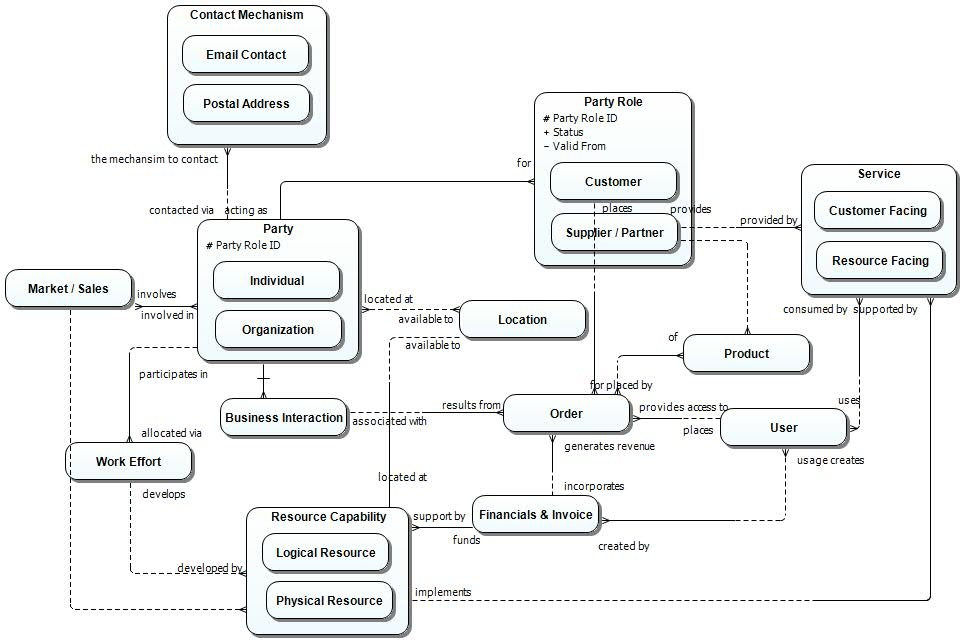 Contact Mechanism
Email Contact
Postal Address
Party Role
# Party Role ID
+ Status
− Valid From
Customer
Supplier / Partner
Service
Customer Facing
Resource Facing
the mechansim to contact
for
contacted via
acting as
places
provides
provided by
Party
# Party Role ID
Individual
Organization
Market / Sales
involves
involved in
located at
available to
available to
Location
consumed by
supported by
of
Product
participates in
for
placed by
Business Interaction
associated with
results from
Order
provides access to
places
User
uses
usage creates
allocated via
Work Effort
develops
generates revenue
located at
incorporates
Resource Capability
Logical Resource
Physical Resource
support by
funds
Financials & Invoice
created by
developed by
implements